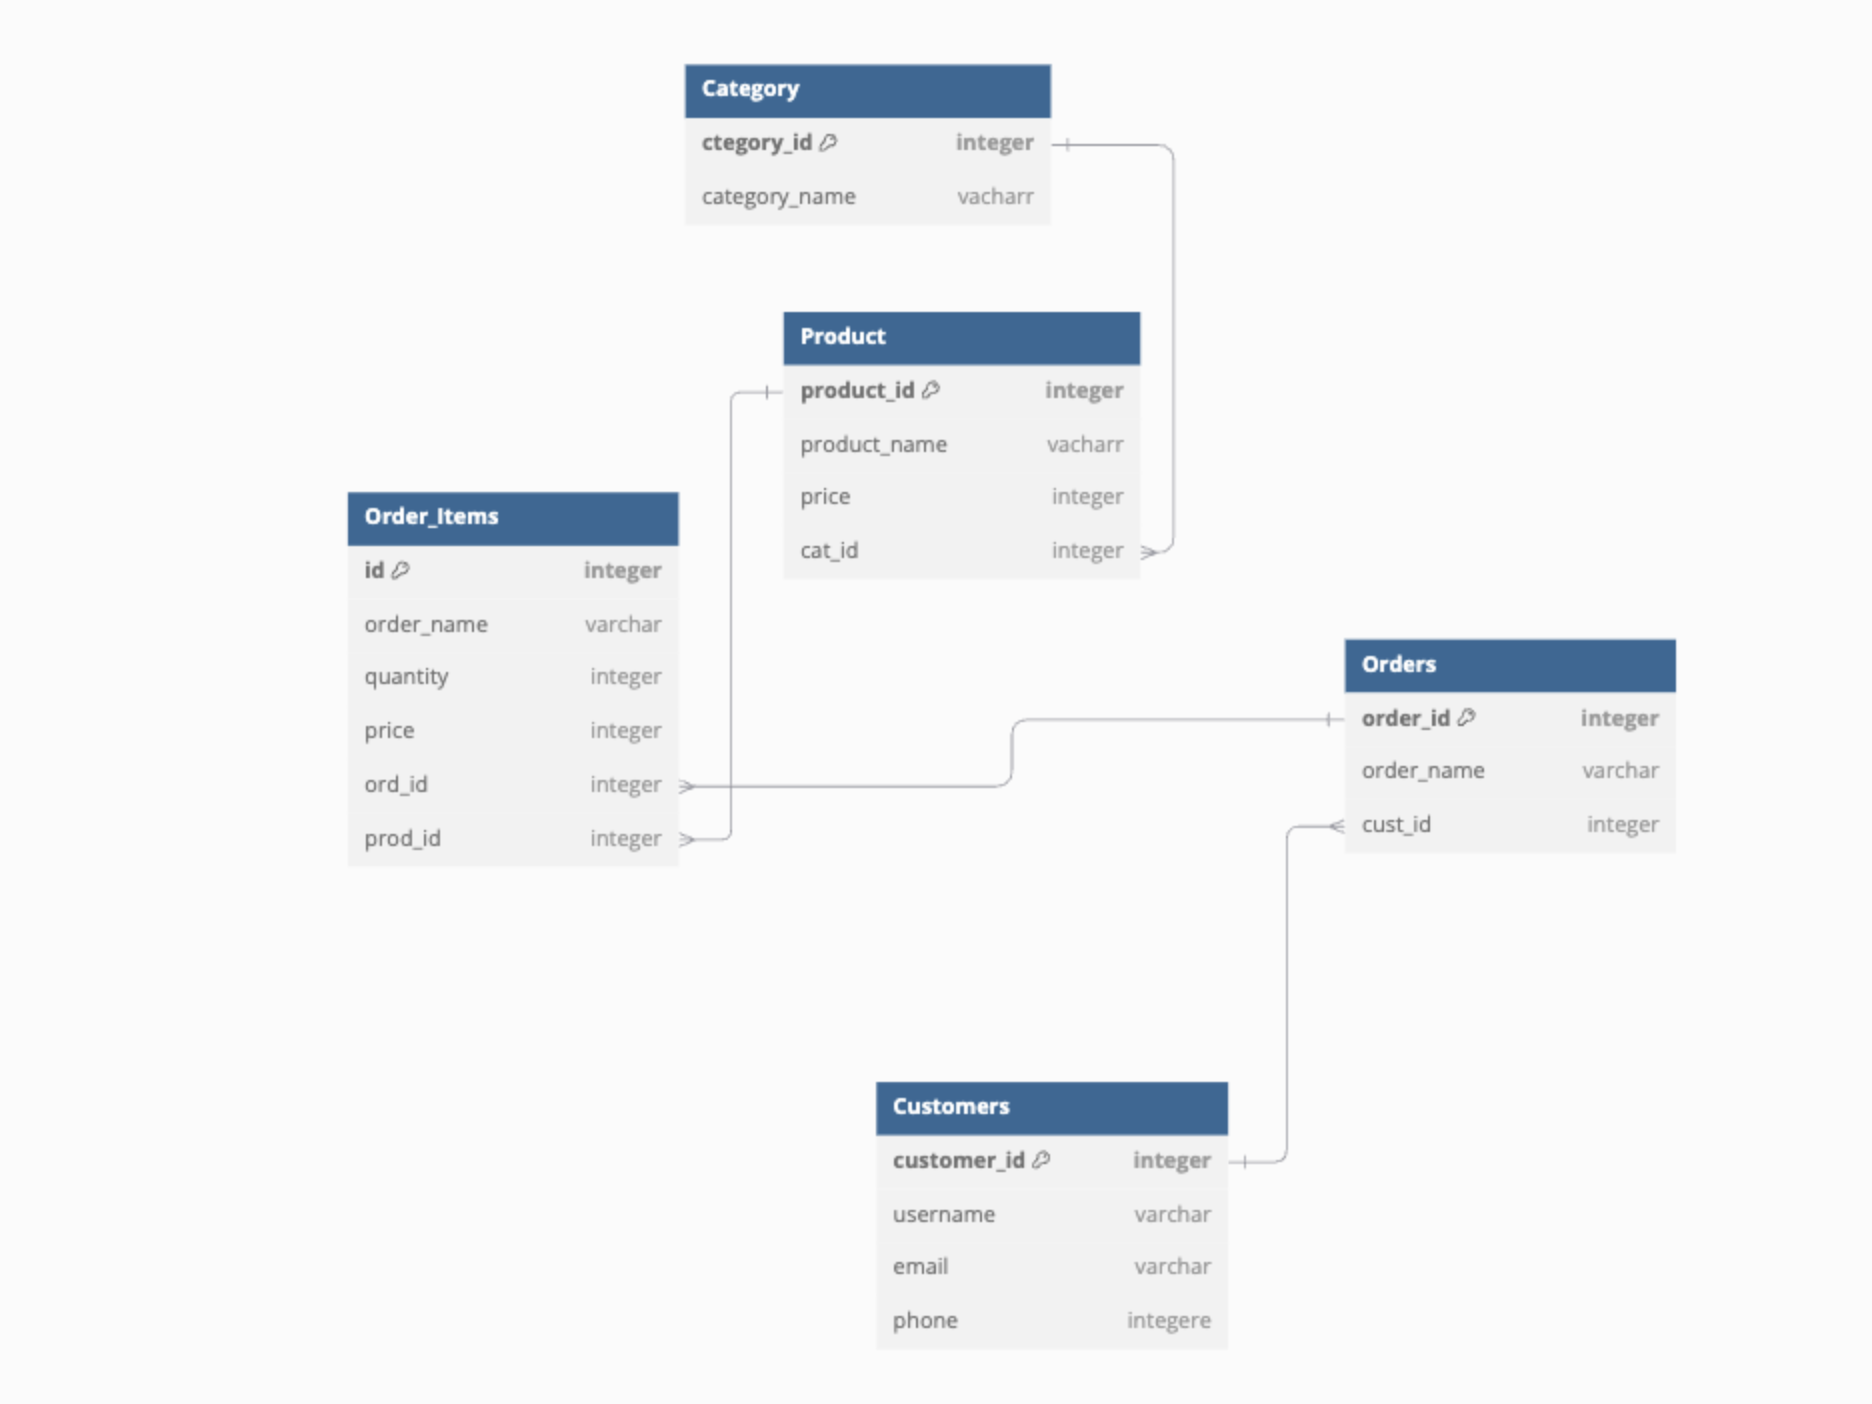 Category
ctegory_id integer
category_name vacharr
Product
product_id integer
product_name vacharr
price integer
cat_id integer
Order_Items
id integer
order_name varchar
quantity integer
price integer
ord_id integer
prod_id integer
Orders
order_id integer
order_name varchar
cust_id integer
Customers
customer_id integer
username varchar
email varchar
phone integere